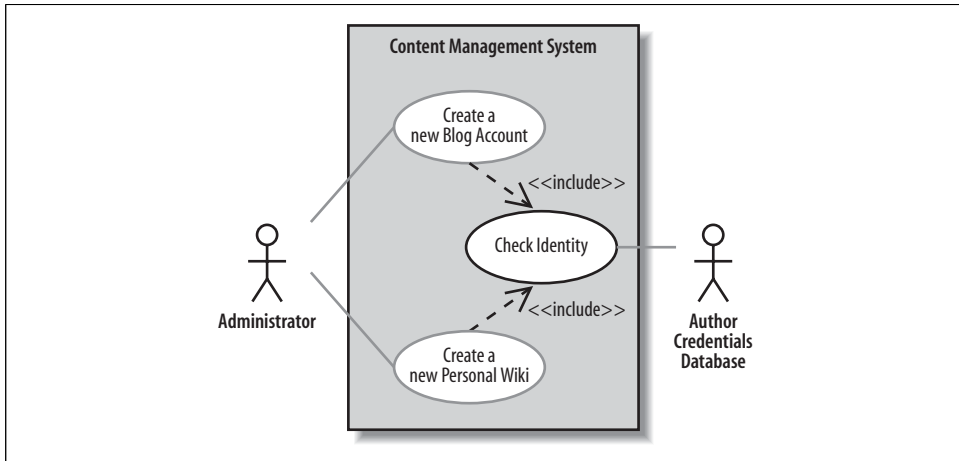 Content Management System
Create a
new Blog Account
<<include>>
Check Identity
<<include>>
Administrator
Author
Credentials
Database
Create a
new Personal Wiki